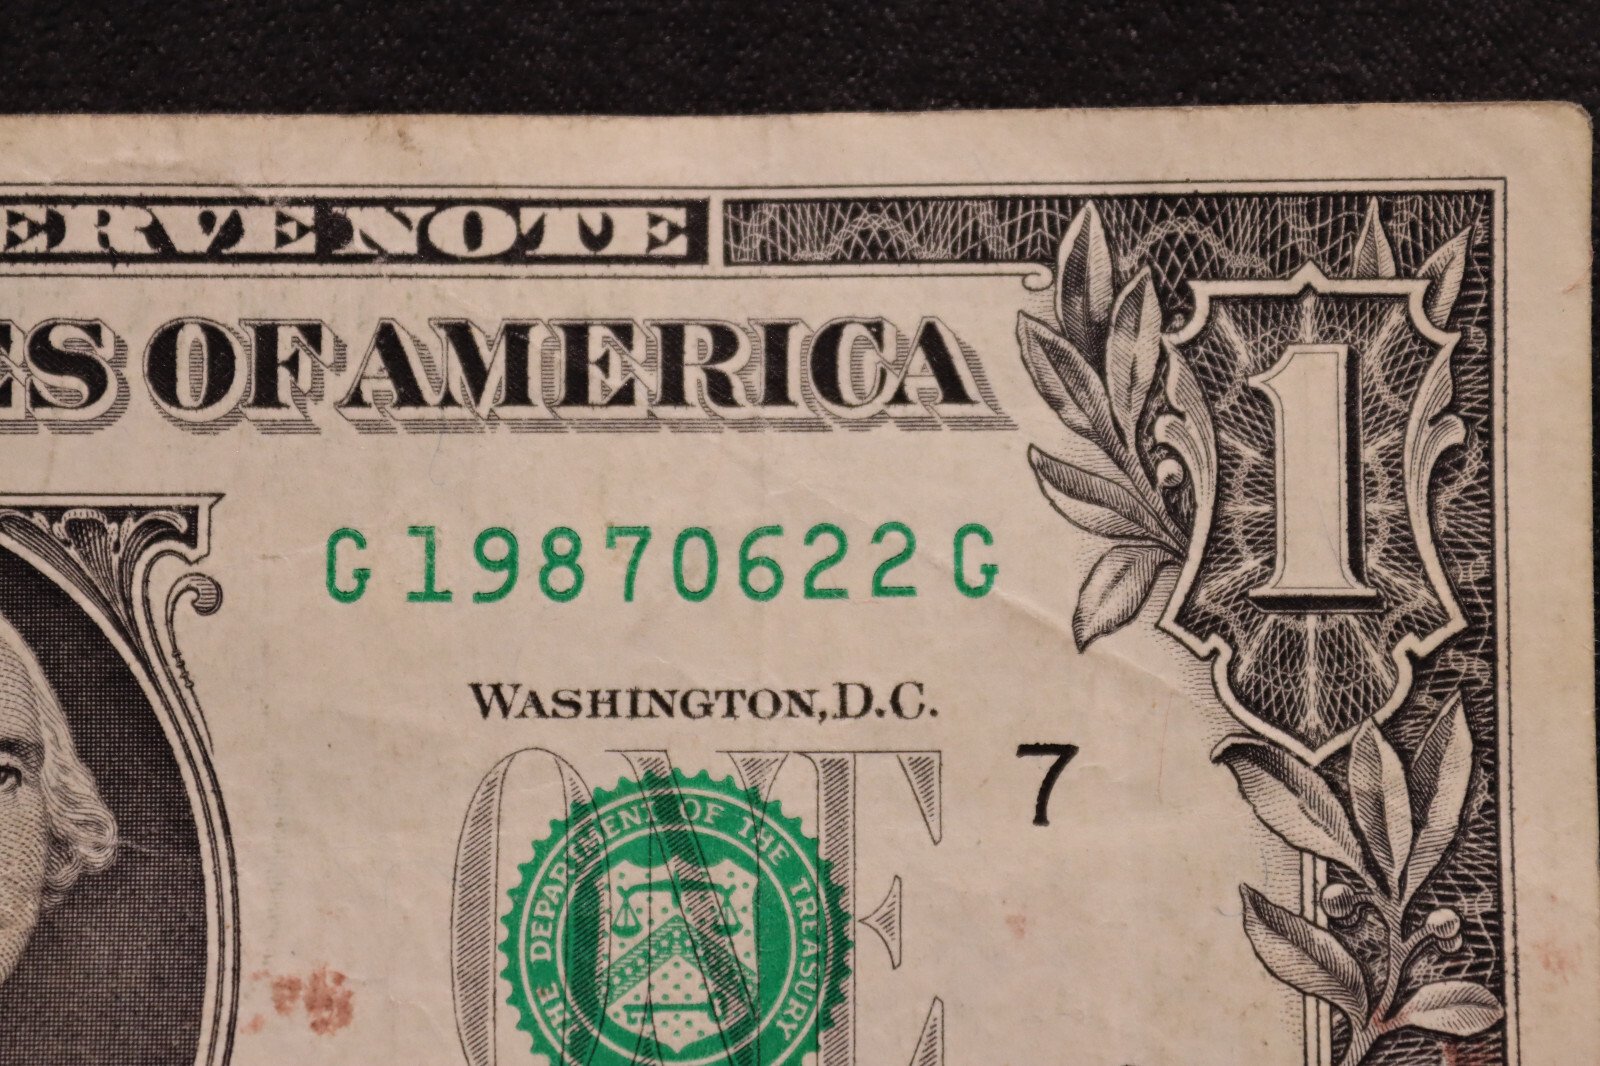 ERVE NOTE
1
ES OF AMERICA
G 19870622 G
WASHINGTON, D.C.
7
ONE
THE DEPARTMENT OF THE TREASURY